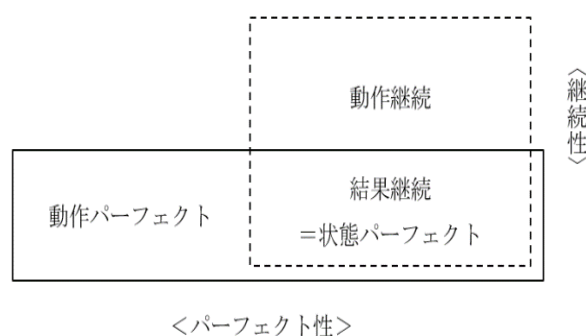 動作継続
〈継続性〉
動作パーフェクト
結果継続
＝状態パーフェクト
＜パーフェクト性＞